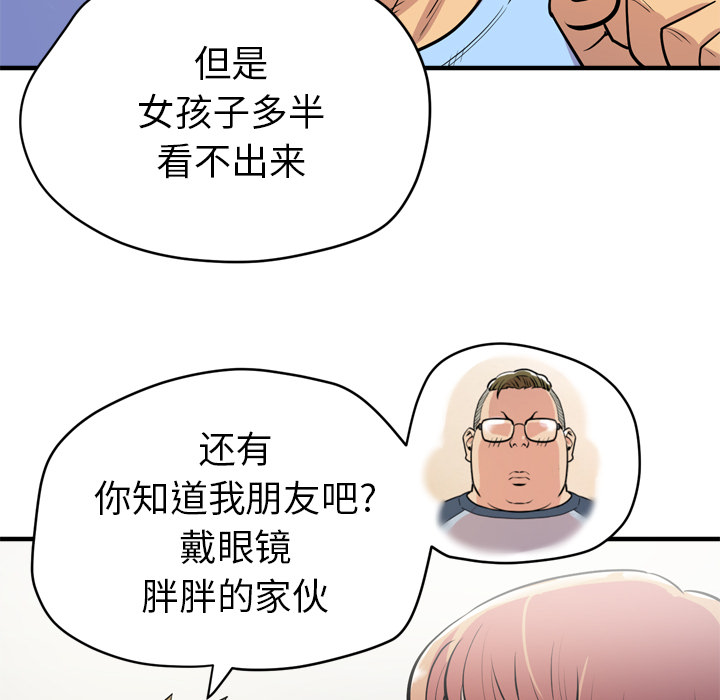 但是
女孩子多半
看不出来
还有
你知道我朋友吧?
戴眼镜
胖胖的家伙